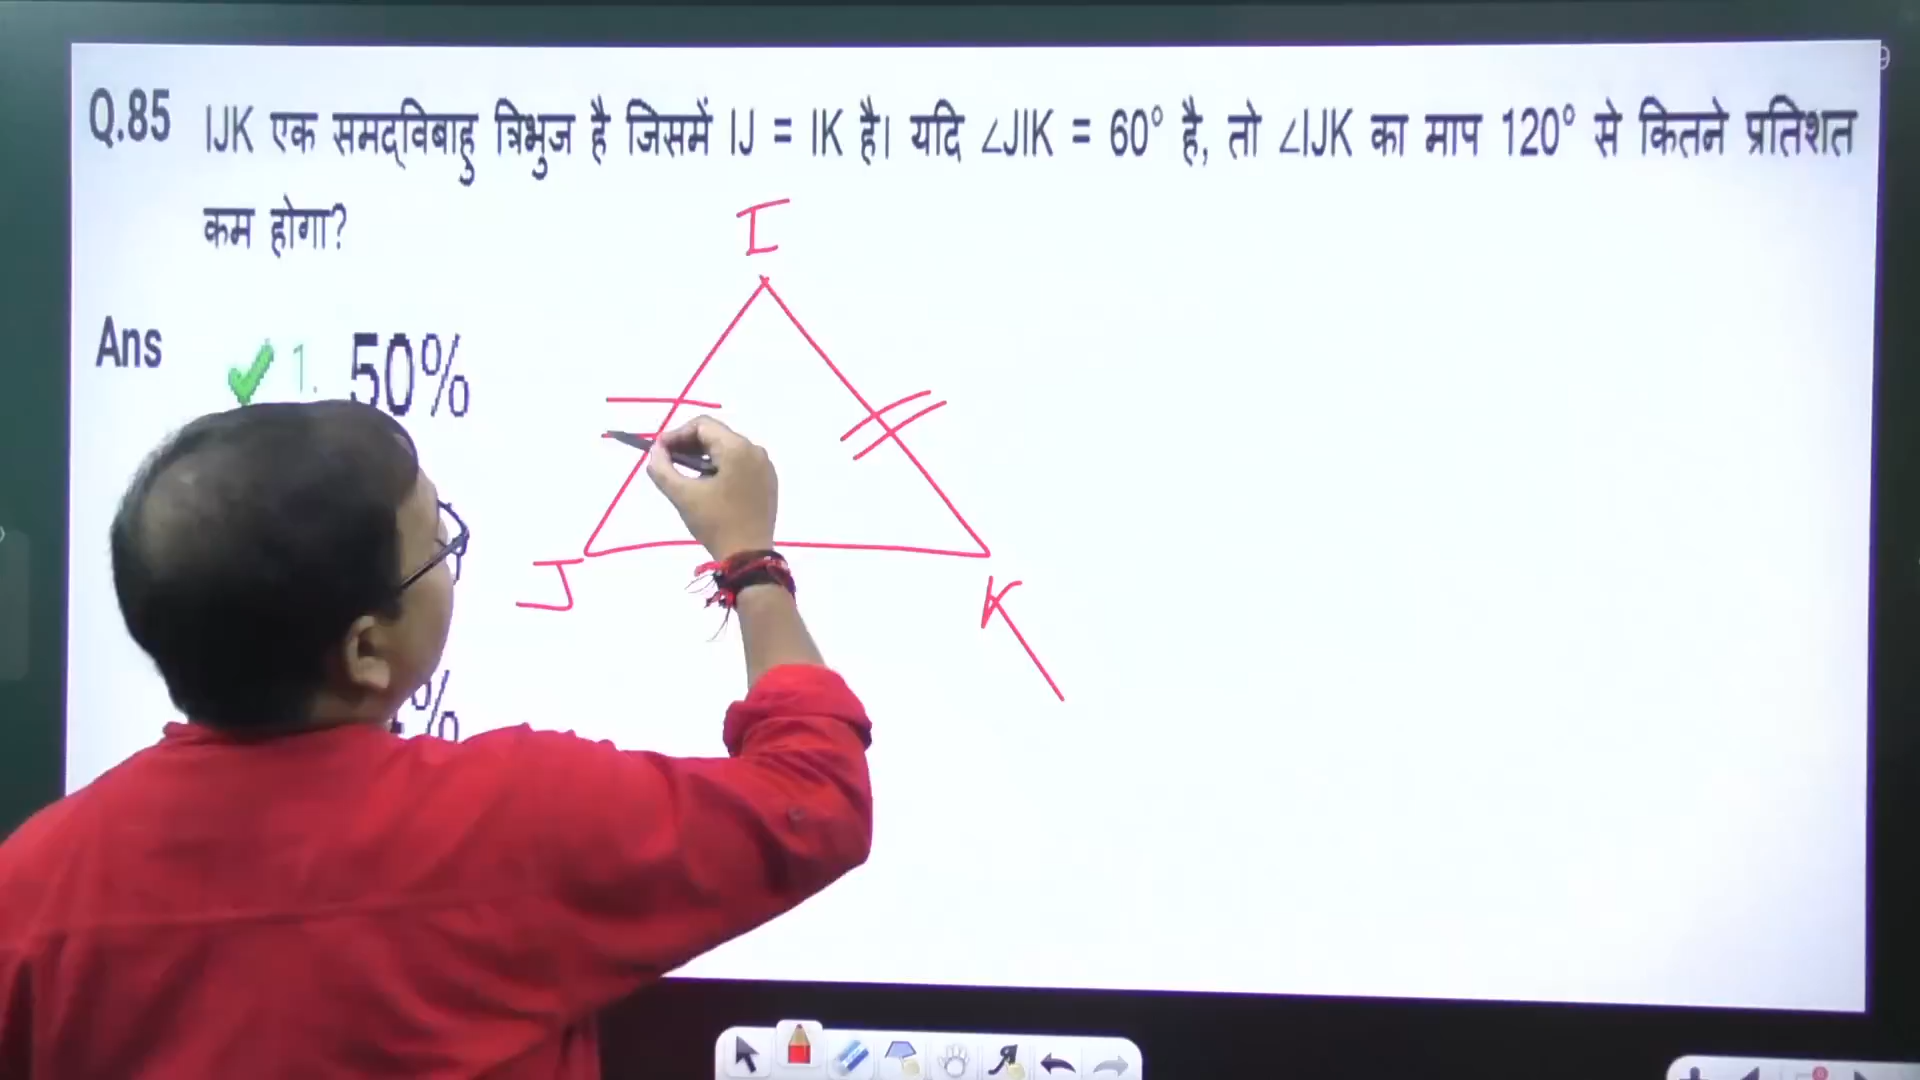 Q.85 IJK एक समद्विबाहु त्रिभुज है जिसमें IJ = IK है। यदि ∠JIK = 60° है, तो ∠IJK का माप 120° से कितने प्रतिशत
कम होगा?
I
Ans 1. 50%
J
K
%
9